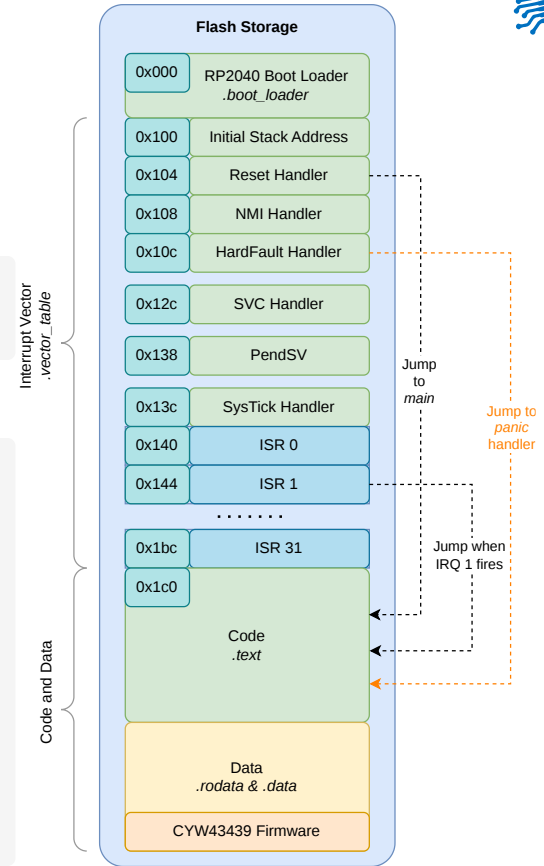 Flash Storage
0x000
RP2040 Boot Loader
.boot_loader
0x100 Initial Stack Address
0x104 Reset Handler
0x108 NMI Handler
0x10c HardFault Handler
0x12c SVC Handler
0x138 PendSV
0x13c SysTick Handler
0x140 ISR 0
0x144 ISR 1
. . . . . . .
0x1bc ISR 31
0x1c0
Code
.text
Data
.rodata & .data
CYW43439 Firmware
Interrupt Vector
.vector_table
Code and Data
Jump
to
main
Jump to
panic
handler
Jump when
IRQ 1 fires